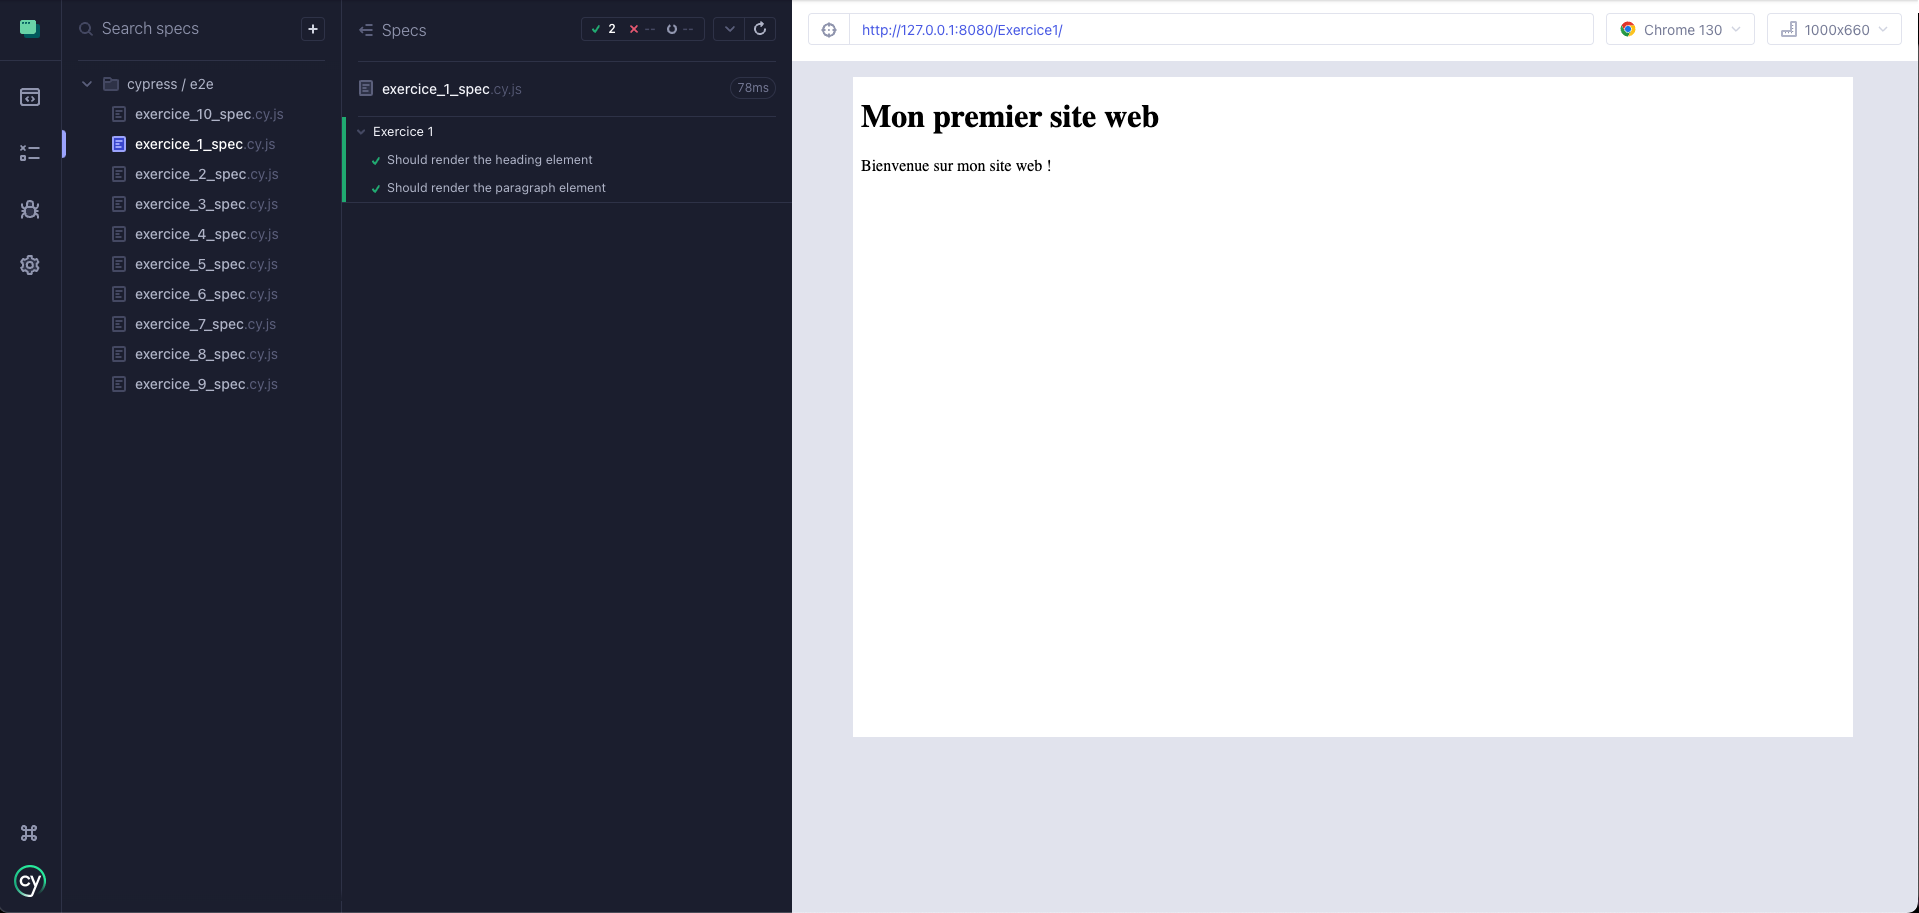 Search specs
+
cypress / e2e
exercice_10_spec.cy.js
exercice_1_spec.cy.js
exercice_2_spec.cy.js
exercice_3_spec.cy.js
exercice_4_spec.cy.js
exercice_5_spec.cy.js
exercice_6_spec.cy.js
exercice_7_spec.cy.js
exercice_8_spec.cy.js
exercice_9_spec.cy.js
cy
Specs
2 -- --
exercice_1_spec.cy.js 78ms
Exercice 1
Should render the heading element
Should render the paragraph element
http://127.0.0.1:8080/Exercice1/
Chrome 130
1000x660
Mon premier site web
Bienvenue sur mon site web !